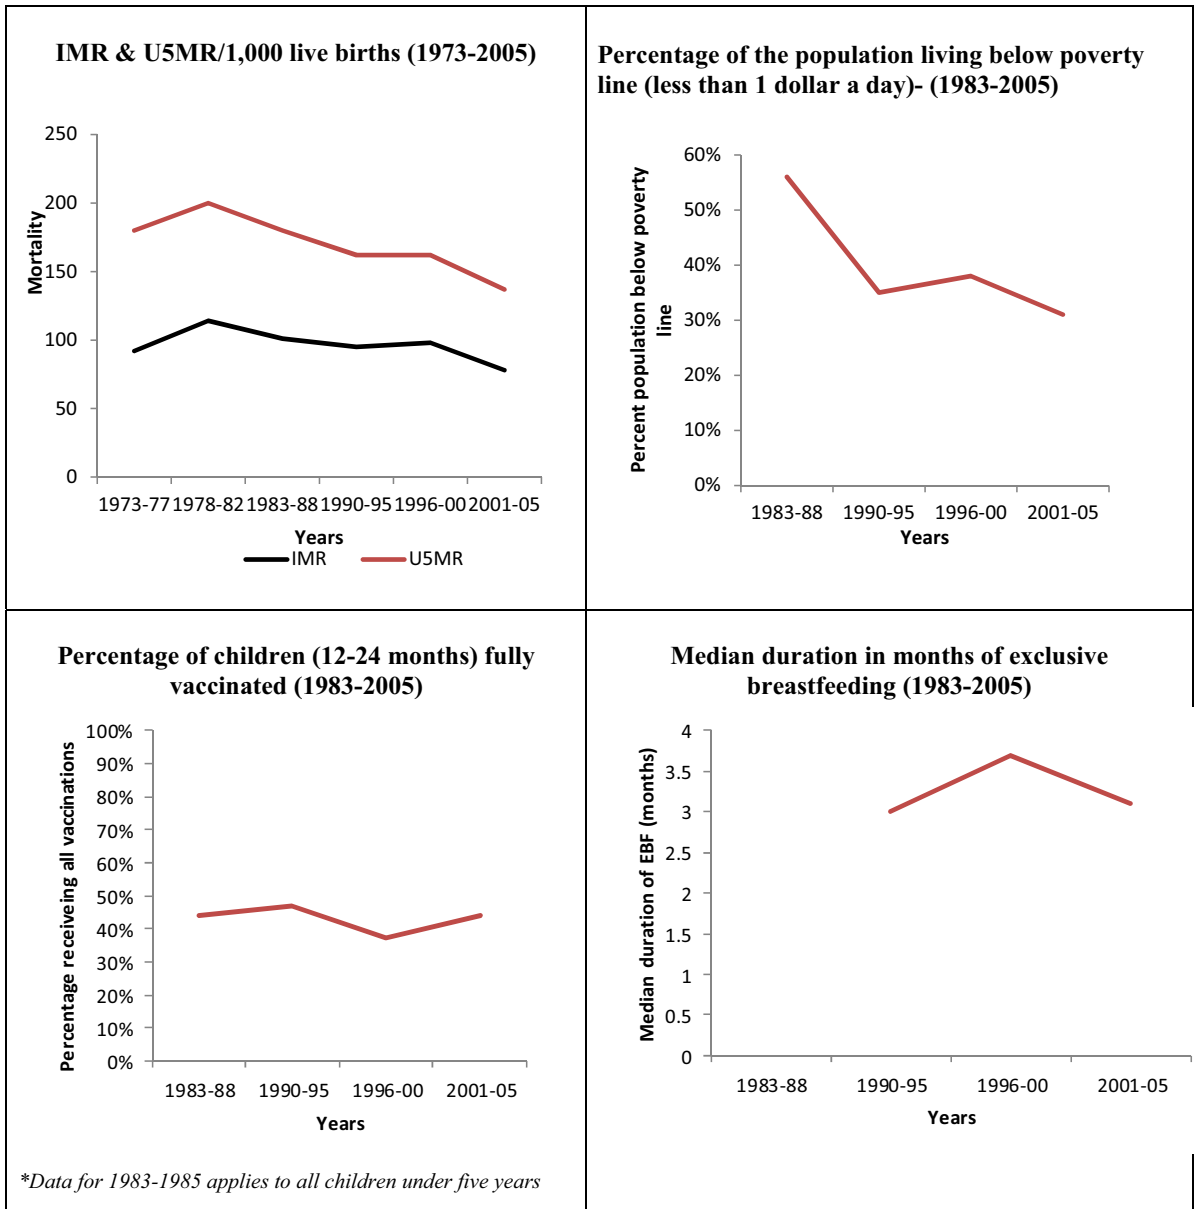 IMR & U5MR/1,000 live births (1973-2005)
Mortality
250
200
150
100
50
0
1973-77 1978-82 1983-88 1990-95 1996-00 2001-05
Years
IMR U5MR
Percentage of the population living below poverty
line (less than 1 dollar a day)- (1983-2005)
Percent population below poverty
line
60%
50%
40%
30%
20%
10%
0%
1983-88 1990-95 1996-00 2001-05
Years
Percentage of children (12-24 months) fully
vaccinated (1983-2005)
Percentage receiveing all vaccinations
100%
90%
80%
70%
60%
50%
40%
30%
20%
10%
0%
1983-88 1990-95 1996-00 2001-05
Years
*Data for 1983-1985 applies to all children under five years
Median duration in months of exclusive
breastfeeding (1983-2005)
Median duration of EBF (months)
4
3.5
3
2.5
2
1.5
1
0.5
0
1983-88 1990-95 1996-00 2001-05
Years